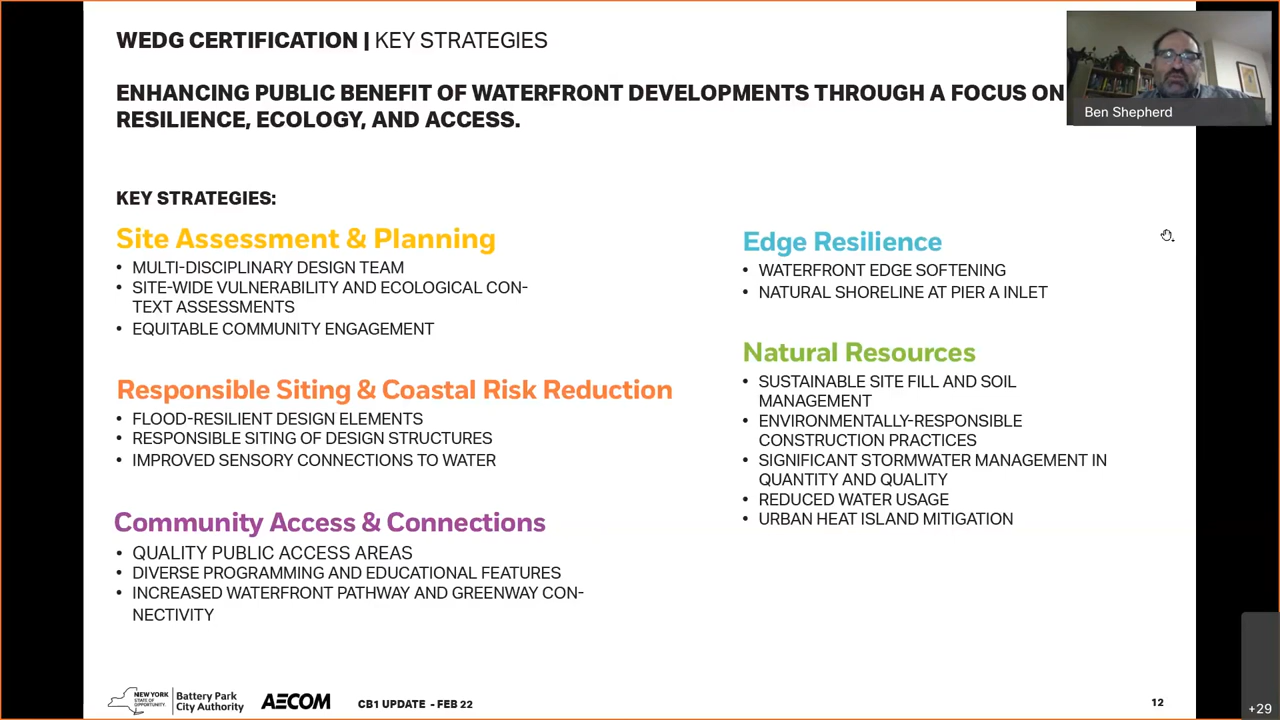 WEDG CERTIFICATION | KEY STRATEGIES
ENHANCING PUBLIC BENEFIT OF WATERFRONT DEVELOPMENTS THROUGH A FOCUS ON
RESILIENCE, ECOLOGY, AND ACCESS.
Ben Shepherd
KEY STRATEGIES:
Site Assessment & Planning
• MULTI-DISCIPLINARY DESIGN TEAM
• SITE-WIDE VULNERABILITY AND ECOLOGICAL CON-
TEXT ASSESSMENTS
• EQUITABLE COMMUNITY ENGAGEMENT
Responsible Siting & Coastal Risk Reduction
• FLOOD-RESILIENT DESIGN ELEMENTS
• RESPONSIBLE SITING OF DESIGN STRUCTURES
• IMPROVED SENSORY CONNECTIONS TO WATER
Community Access & Connections
• QUALITY PUBLIC ACCESS AREAS
• DIVERSE PROGRAMMING AND EDUCATIONAL FEATURES
• INCREASED WATERFRONT PATHWAY AND GREENWAY CON-
NECTIVITY
Edge Resilience
• WATERFRONT EDGE SOFTENING
• NATURAL SHORELINE AT PIER A INLET
Natural Resources
• SUSTAINABLE SITE FILL AND SOIL
MANAGEMENT
• ENVIRONMENTALLY-RESPONSIBLE
CONSTRUCTION PRACTICES
• SIGNIFICANT STORMWATER MANAGEMENT IN
QUANTITY AND QUALITY
• REDUCED WATER USAGE
• URBAN HEAT ISLAND MITIGATION
NEW YORK
STATE OF
OPPORTUNITY.
Battery Park
City Authority
AECOM
CB1 UPDATE - FEB 22
12
+29